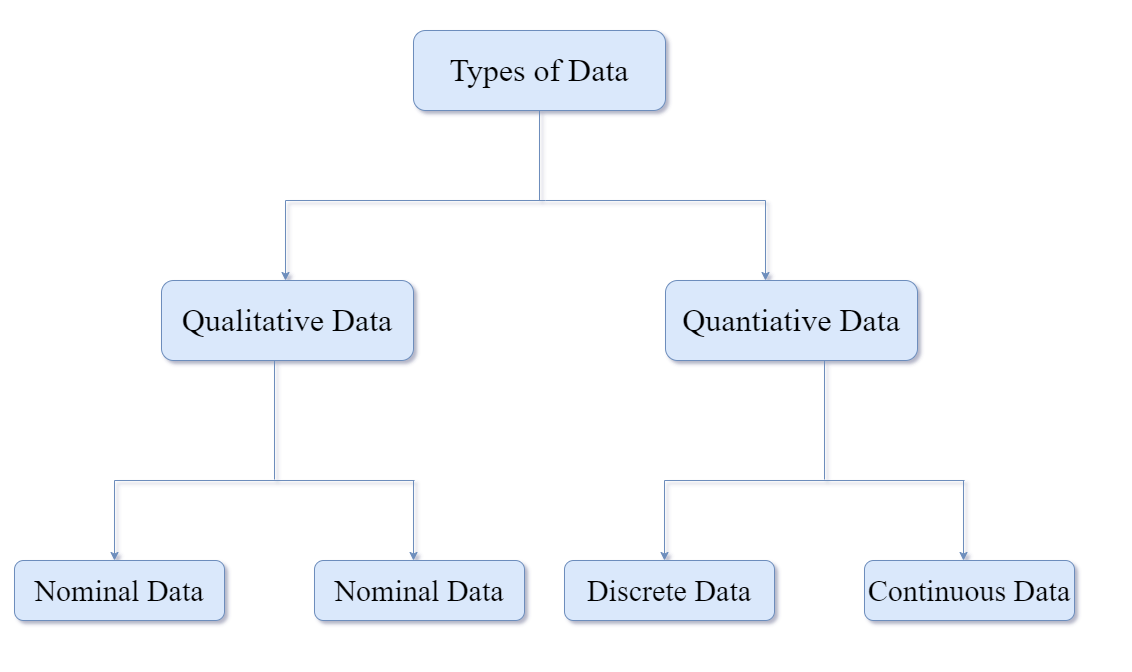 Types of Data
Qualitative Data
Quantiative Data
Nominal Data
Nominal Data
Discrete Data
Continuous Data